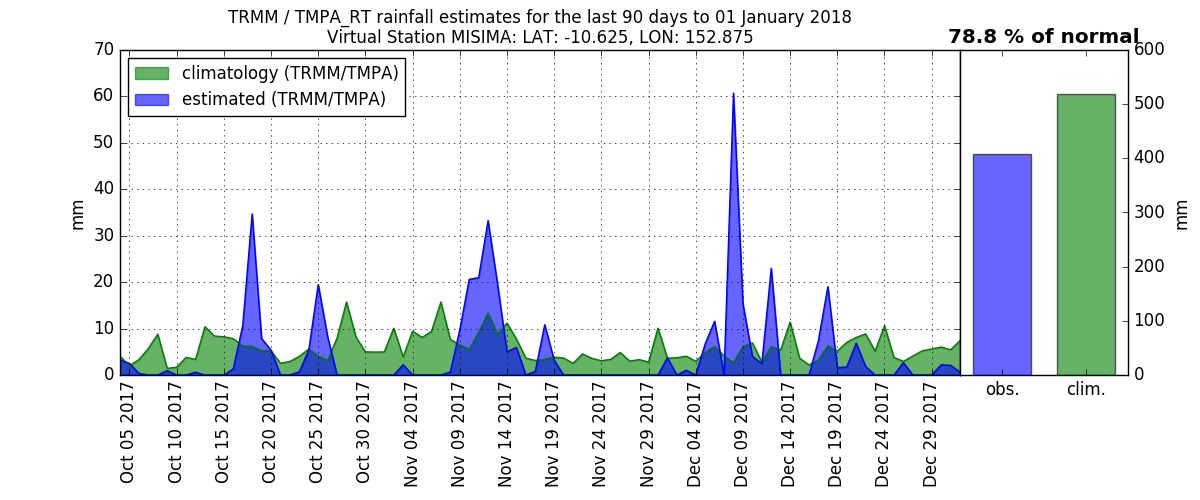 TRMM / TMPA_RT rainfall estimates for the last 90 days to 01 January 2018
Virtual Station MISIMA: LAT: -10.625, LON: 152.875
78.8 % of normal
climatology (TRMM/TMPA)
estimated (TRMM/TMPA)
70
60
50
40
30
20
10
0
mm
Oct 05 2017
Oct 10 2017
Oct 15 2017
Oct 20 2017
Oct 25 2017
Oct 30 2017
Nov 04 2017
Nov 09 2017
Nov 14 2017
Nov 19 2017
Nov 24 2017
Nov 29 2017
Dec 04 2017
Dec 09 2017
Dec 14 2017
Dec 19 2017
Dec 24 2017
Dec 29 2017
obs.
clim.
600
500
400
300
200
100
0
mm